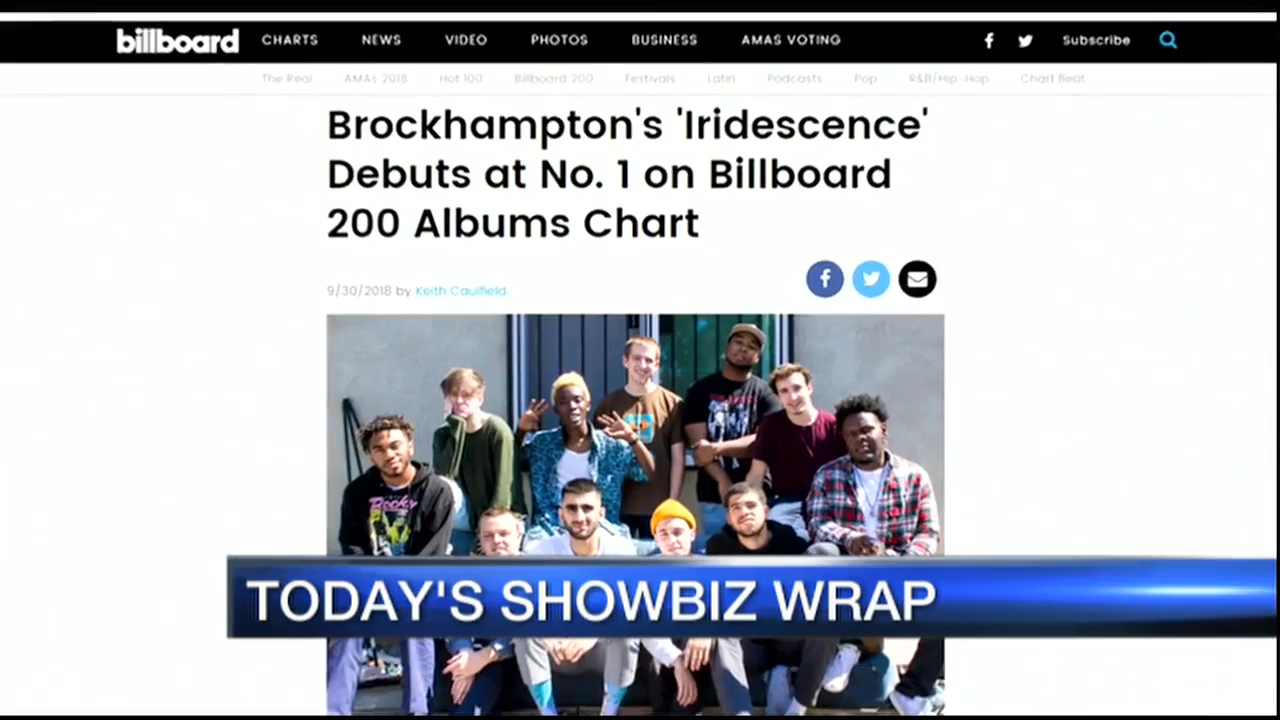 billboard CHARTS NEWS VIDEO PHOTOS BUSINESS AMAS VOTING Subscribe
The Real AMAs 2018 Hot 100 Billboard 200 Festivals Latin Podcasts Pop R&B/Hip-Hop Chart Beat
Brockhampton's 'Iridescence'
Debuts at No. 1 on Billboard
200 Albums Chart
9/30/2018 by Keith Caulfield
TODAY'S SHOWBIZ WRAP